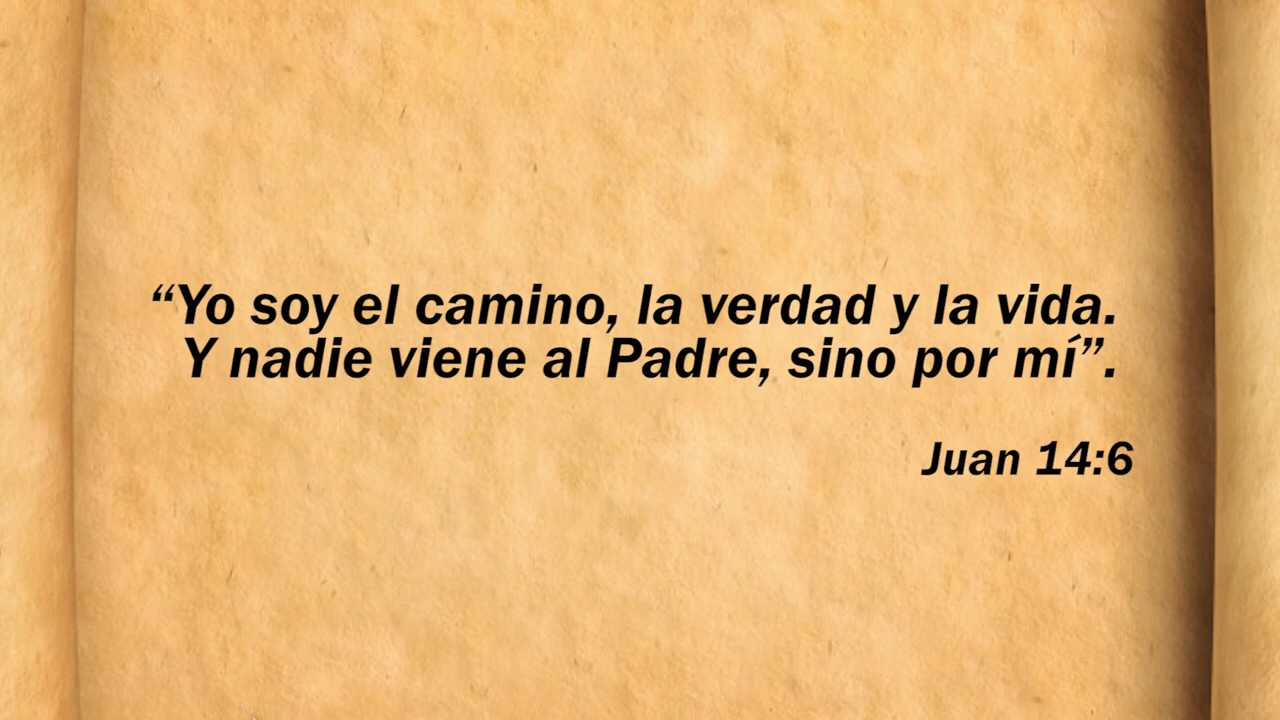 “Yo soy el camino, la verdad y la vida.
Y nadie viene al Padre, sino por mí”.
Juan 14:6